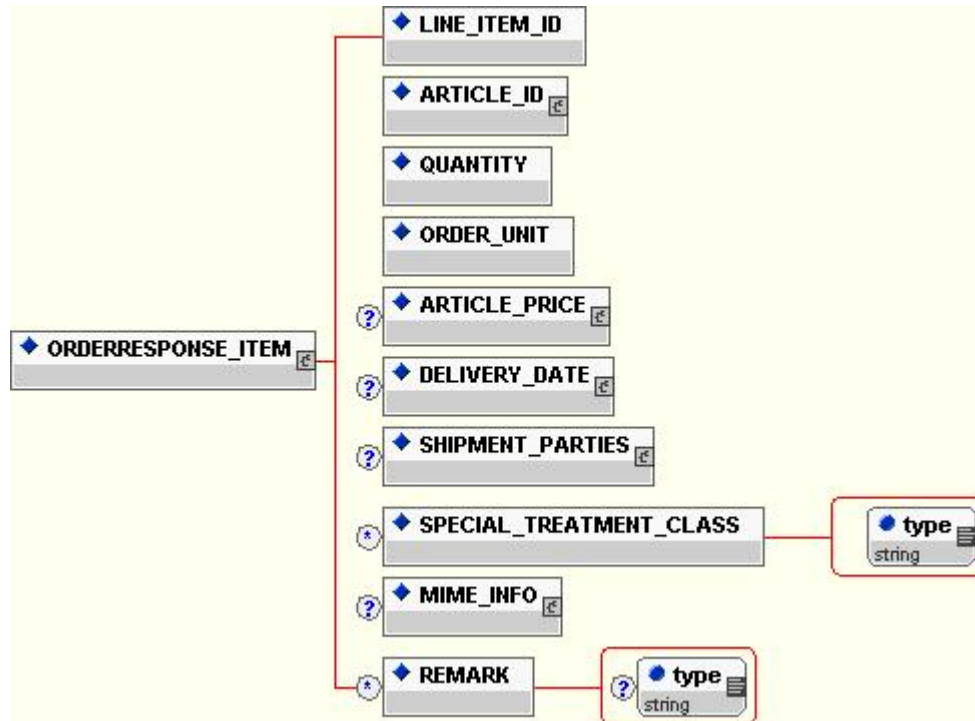 LINE_ITEM_ID
ARTICLE_ID
QUANTITY
ORDER_UNIT
? ARTICLE_PRICE
ORDERRESPONSE_ITEM
? DELIVERY_DATE
? SHIPMENT_PARTIES
* SPECIAL_TREATMENT_CLASS
type
string
? MIME_INFO
* REMARK
? type
string